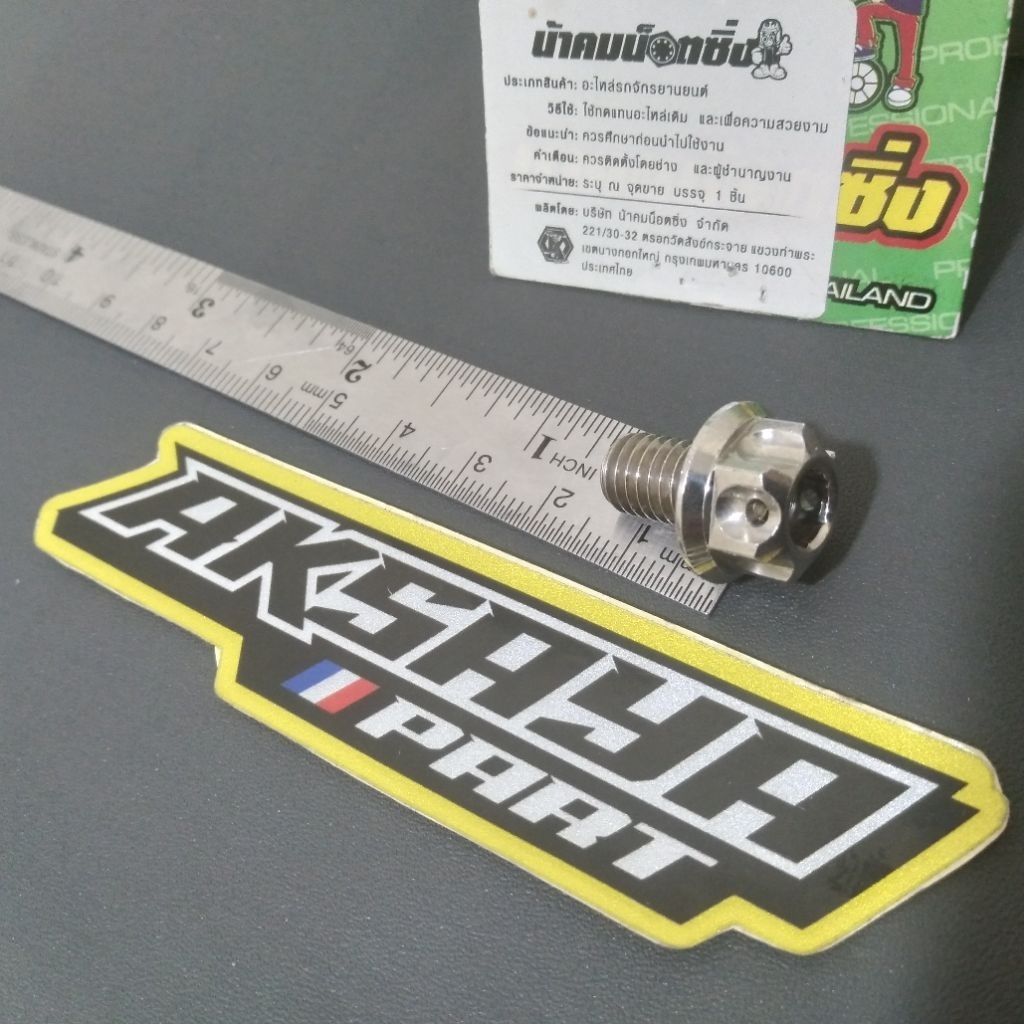 น้าคมน็อตซิ่ง
ประเภทสินค้า: อะไหล่รถจักรยานยนต์
วิธีใช้: ใช้ทดแทนอะไหล่เดิม และเพื่อความสวยงาม
ข้อแนะนำ: ควรศึกษาก่อนนำไปใช้งาน
คำเตือน: ควรติดตั้งโดยช่าง และผู้ชำนาญงาน
ราคาจำหน่าย: ระบุ ณ จุดขาย บรรจุ 1 ชิ้น
ผลิตโดย: บริษัท น้าคมน็อตซิ่ง จำกัด
221/30-32 ตรอกวัดสังข์กระจาย แขวงท่าพระ
เขตบางกอกใหญ่ กรุงเทพมหานคร 10600
ประเทศไทย
PROF
ESSIONA
PRO
ซิ่ง
NAL PR
AILAND
OFESSIO
4 3 2 1 INCH
64
10 9 8 7 6 5 mm 4 3 2 1
AKSAYA
PART